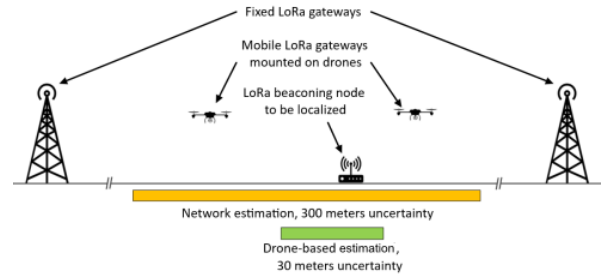 Fixed LoRa gateways
Mobile LoRa gateways
mounted on drones
LoRa beaconing node
to be localized
Network estimation, 300 meters uncertainty
Drone-based estimation ,
30 meters uncertainty